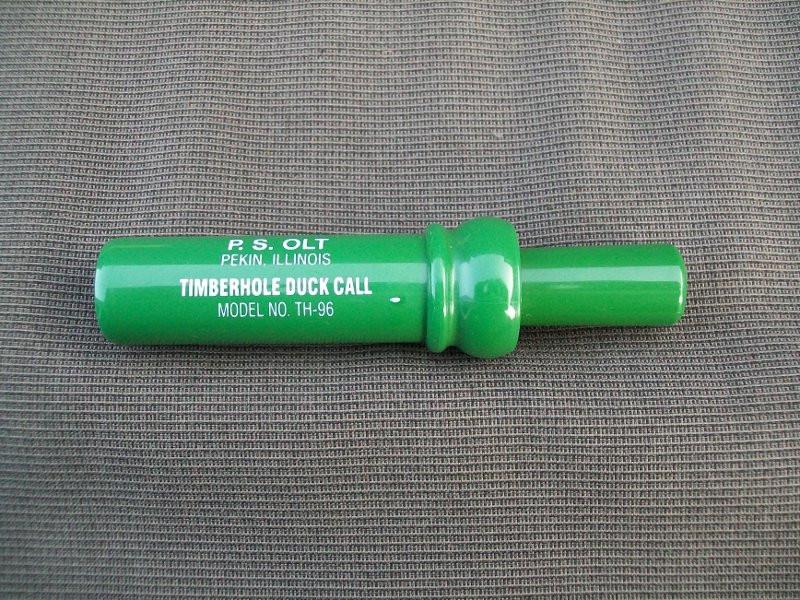 P. S. OLT
PEKIN, ILLINOIS
TIMBERHOLE DUCK CALL
MODEL NO. TH-96